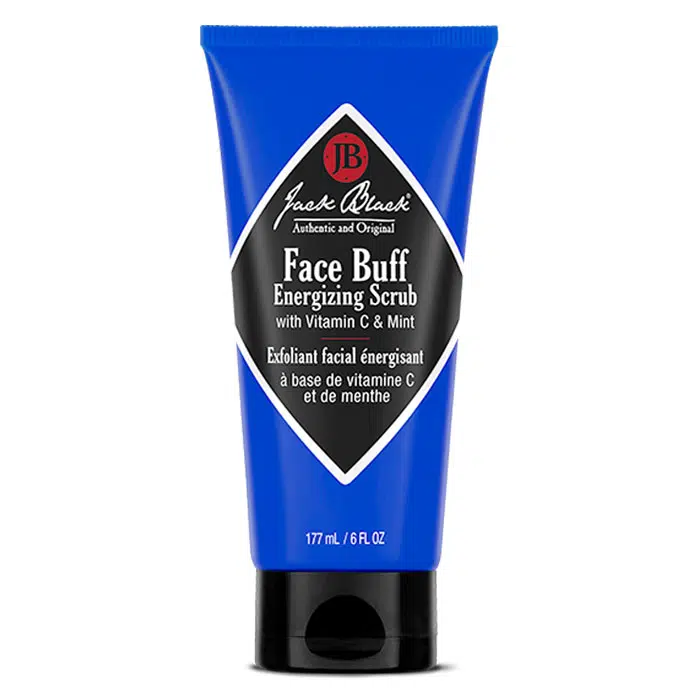 JB
Jack Black®
Authentic and Original
Face Buff
Energizing Scrub
with Vitamin C & Mint
Exfoliant facial énergisant
à base de vitamine C
et de menthe
177 mL / 6 FL OZ